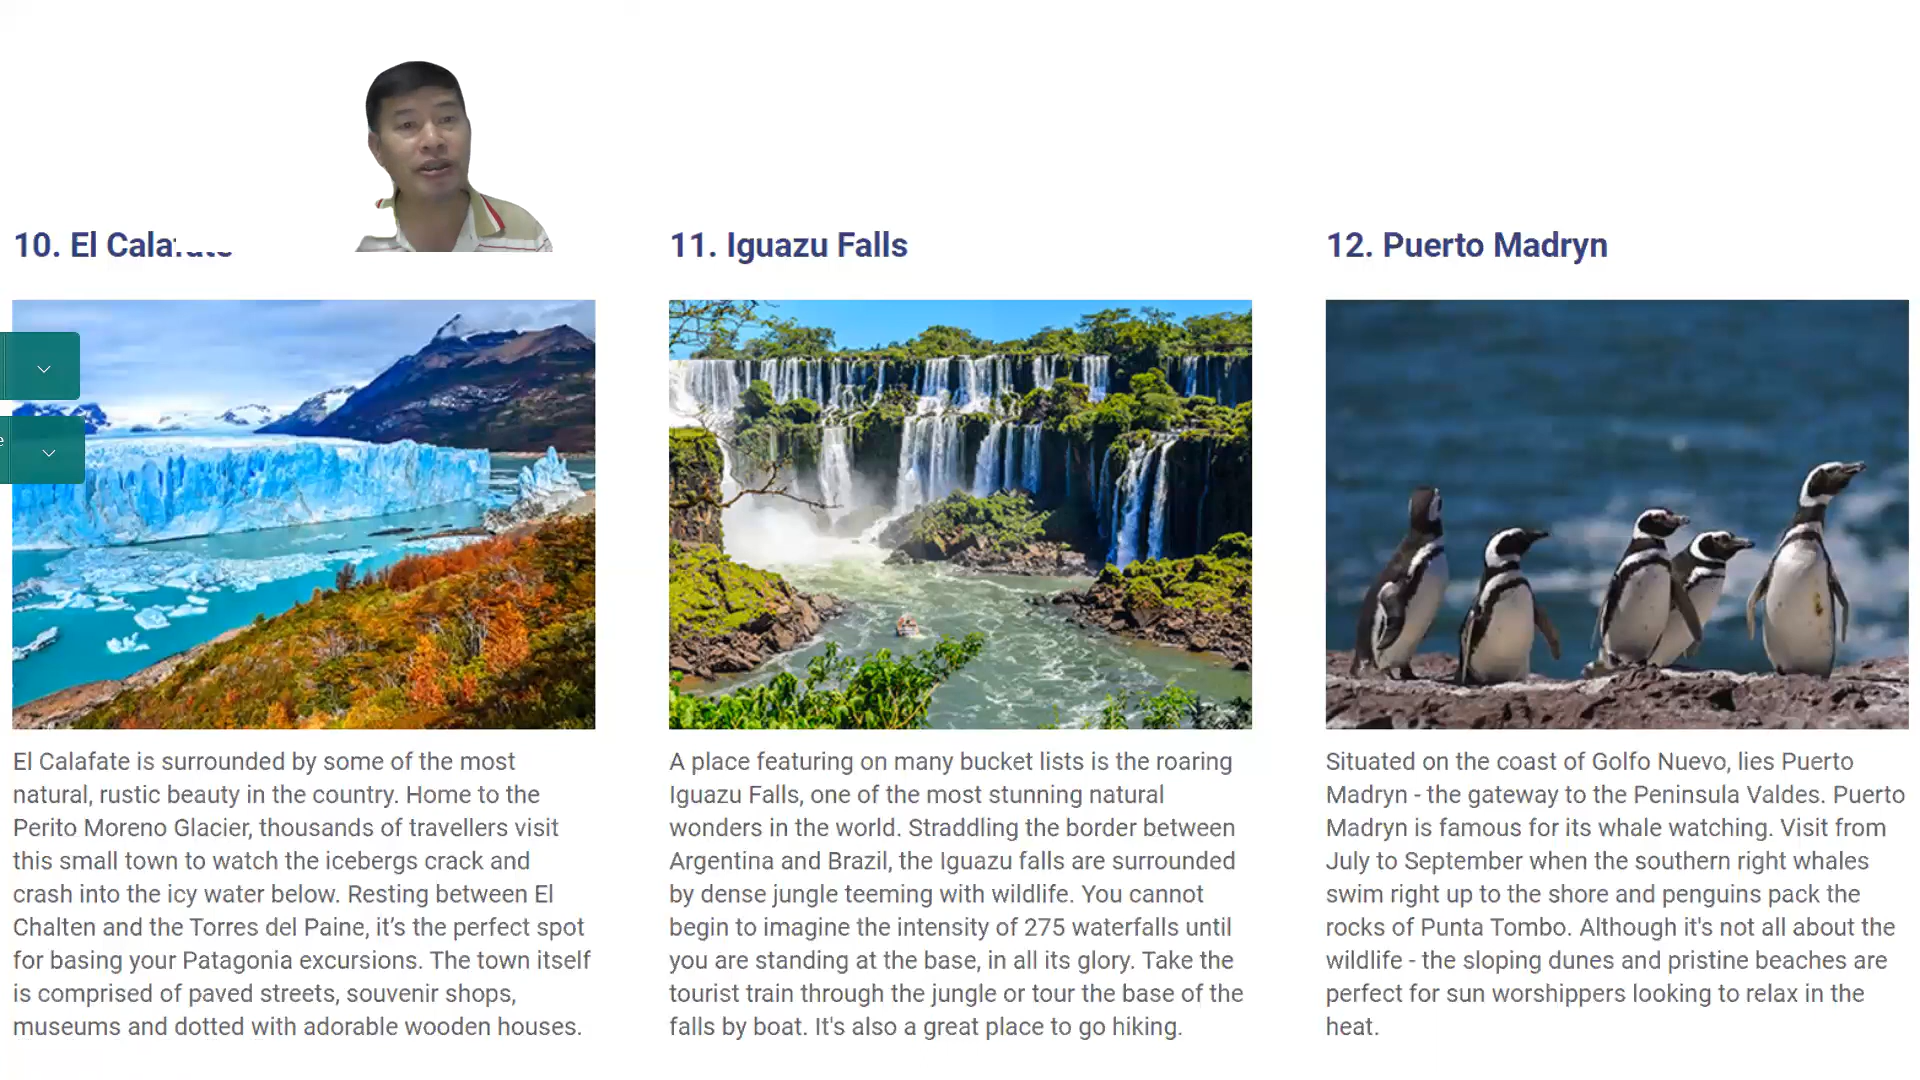 10. El Calafate
El Calafate is surrounded by some of the most
natural, rustic beauty in the country. Home to the
Perito Moreno Glacier, thousands of travellers visit
this small town to watch the icebergs crack and
crash into the icy water below. Resting between El
Chalten and the Torres del Paine, it’s the perfect spot
for basing your Patagonia excursions. The town itself
is comprised of paved streets, souvenir shops,
museums and dotted with adorable wooden houses.
11. Iguazu Falls
A place featuring on many bucket lists is the roaring
Iguazu Falls, one of the most stunning natural
wonders in the world. Straddling the border between
Argentina and Brazil, the Iguazu falls are surrounded
by dense jungle teeming with wildlife. You cannot
begin to imagine the intensity of 275 waterfalls until
you are standing at the base, in all its glory. Take the
tourist train through the jungle or tour the base of the
falls by boat. It's also a great place to go hiking.
12. Puerto Madryn
Situated on the coast of Golfo Nuevo, lies Puerto
Madryn - the gateway to the Peninsula Valdes. Puerto
Madryn is famous for its whale watching. Visit from
July to September when the southern right whales
swim right up to the shore and penguins pack the
rocks of Punta Tombo. Although it's not all about the
wildlife - the sloping dunes and pristine beaches are
perfect for sun worshippers looking to relax in the
heat.